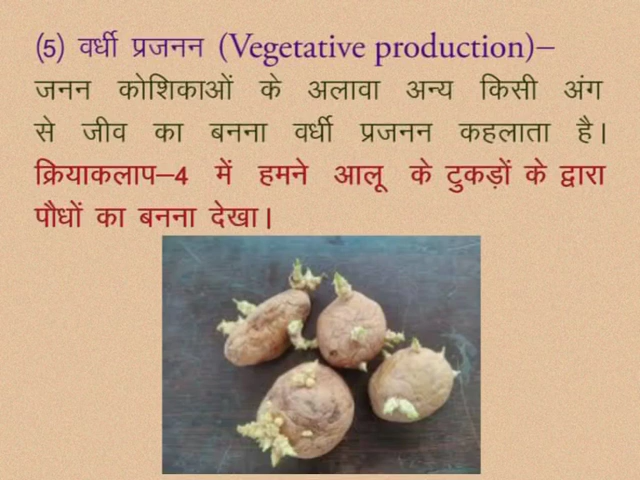 (5) वर्धी प्रजनन (Vegetative production)–
जनन कोशिकाओं के अलावा अन्य किसी अंग
से जीव का बनना वर्धी प्रजनन कहलाता है।
क्रियाकलाप–4 में हमने आलू के टुकड़ों के द्वारा
पौधों का बनना देखा।